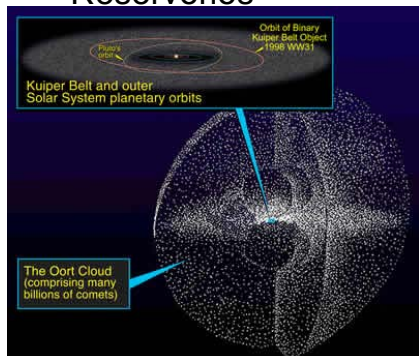 Orbit of Binary
Kuiper Belt Object
1998 WW31
Pluto's
orbit
Kuiper Belt and outer
Solar System planetary orbits
The Oort Cloud
(comprising many
billions of comets)